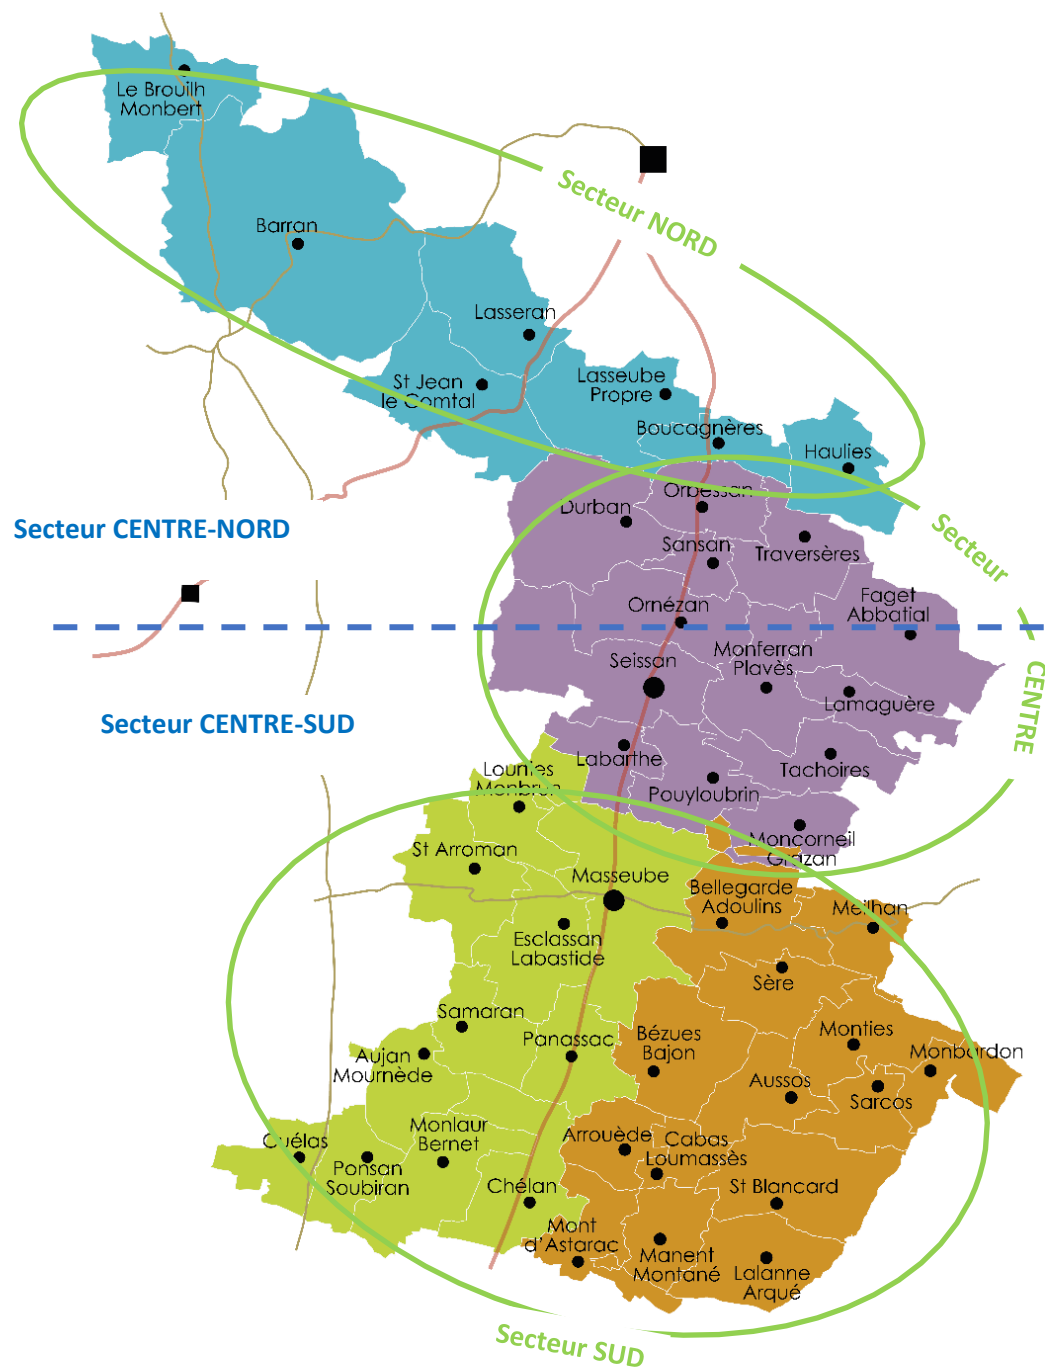 Le Brouilh
Monbert
Secteur NORD
Barran
Lasseran
St Jean
le Comtal
Lasseube
Propre
Boucagnères
Haulies
Secteur CENTRE-NORD
Durban
Orbessan
Sansan
Traversères
Secteur
CENTRE
Ornézan
Faget
Abbatial
Seissan
Monferran
Plavès
Lamaguère
Secteur CENTRE-SUD
Labarthe
Tachoires
Pouyloubrin
Lourties
Monbrun
Moncorneil
Grazan
St Arroman
Masseube
Bellegarde
Adoulins
Meilhan
Esclassan
Labastide
Sère
Samaran
Panassac
Bézues
Bajon
Monties
Monbardon
Aujan
Mournède
Aussos
Sarcos
Cuélas
Ponsan
Soubiran
Monlaur
Bernet
Arrouède
Cabas
Loumassès
Chélan
St Blancard
Mont
d'Astarac
Manent
Montané
Lalanne
Arqué
Secteur SUD